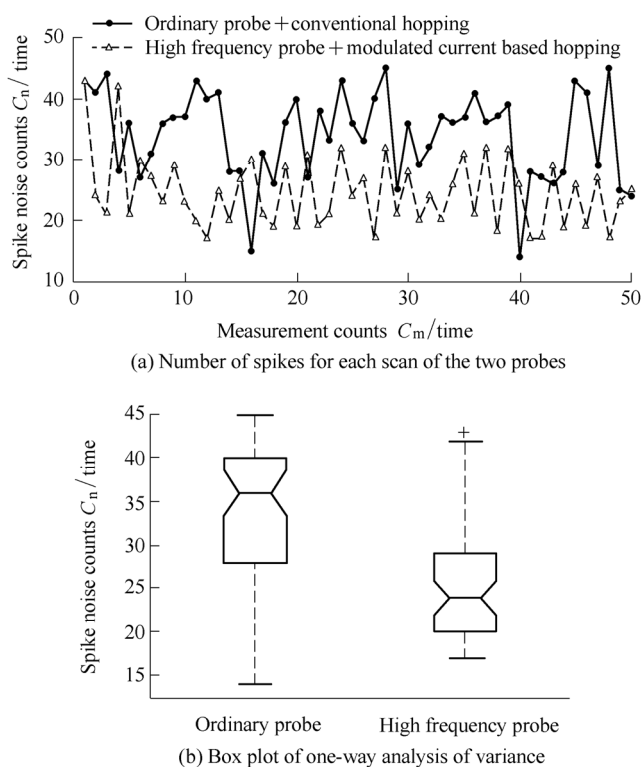 Ordinary probe + conventional hopping
High frequency probe + modulated current based hopping
Spike noise counts Cn / time
50
40
30
20
10
0
10
20
30
40
50
Measurement counts Cm / time
(a) Number of spikes for each scan of the two probes
Spike noise counts Cn / time
45
40
35
30
25
20
15
+
Ordinary probe
High frequency probe
(b) Box plot of one-way analysis of variance